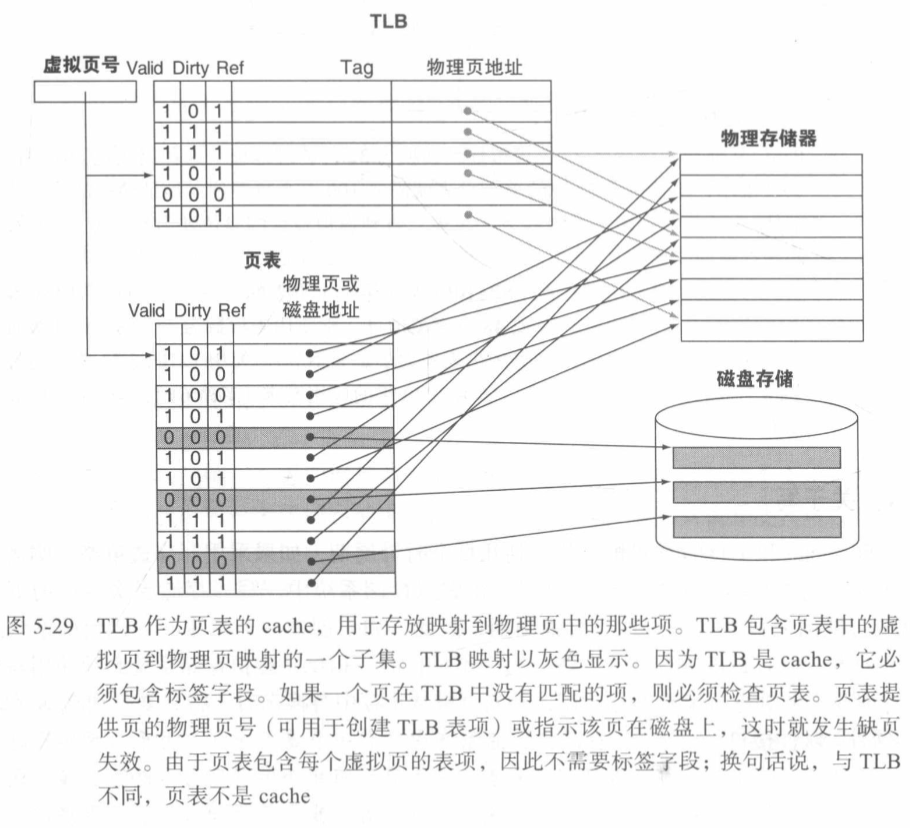 TLB
虚拟页号 Valid Dirty Ref Tag 物理页地址
1 0 1
1 1 1
1 1 1
1 0 1
0 0 0
1 0 1
物理存储器
页表
物理页或
Valid Dirty Ref 磁盘地址
1 0 1
1 0 0
1 0 0
1 0 1
0 0 0
1 0 1
1 0 1
0 0 0
1 1 1
1 1 1
0 0 0
1 1 1
磁盘存储
图 5-29 TLB 作为页表的 cache，用于存放映射到物理页中的那些项。TLB 包含页表中的虚
拟页到物理页映射的一个子集。TLB 映射以灰色显示。因为 TLB 是 cache，它必
须包含标签字段。如果一个页在 TLB 中没有匹配的项，则必须检查页表。页表提
供页的物理页号（可用于创建 TLB 表项）或指示该页在磁盘上，这时就发生缺页
失效。由于页表包含每个虚拟页的表项，因此不需要标签字段；换句话说，与 TLB
不同，页表不是 cache